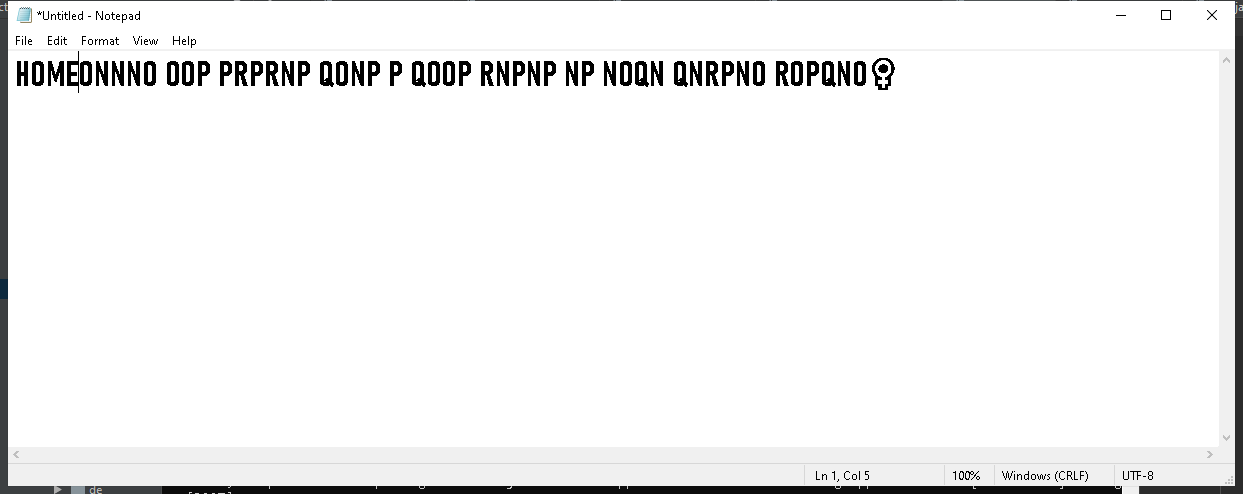 *Untitled - Notepad
File Edit Format View Help
HOMEONNNO OOP PRPRNP QONP P QOOP RNPNP NP NOQN QNRPNO ROPQNO♀
Ln 1, Col 5 100% Windows (CRLF) UTF-8
de